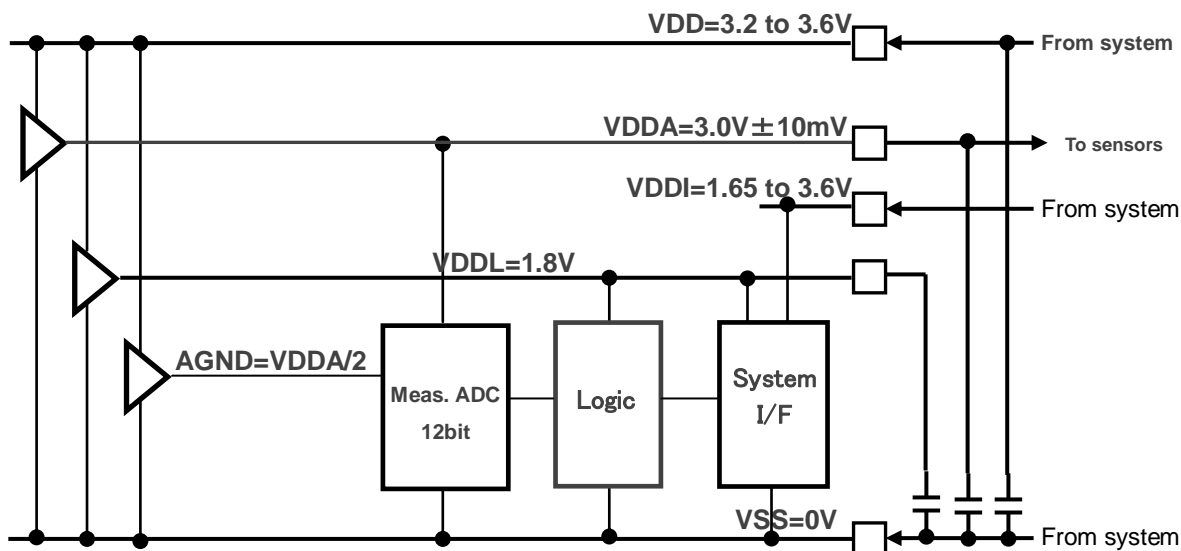 VDD=3.2 to 3.6V
From system
VDDA=3.0V±10mV
To sensors
VDDI=1.65 to 3.6V
From system
VDDL=1.8V
AGND=VDDA/2
Meas. ADC
12bit
Logic
System
I/F
VSS=0V
From system